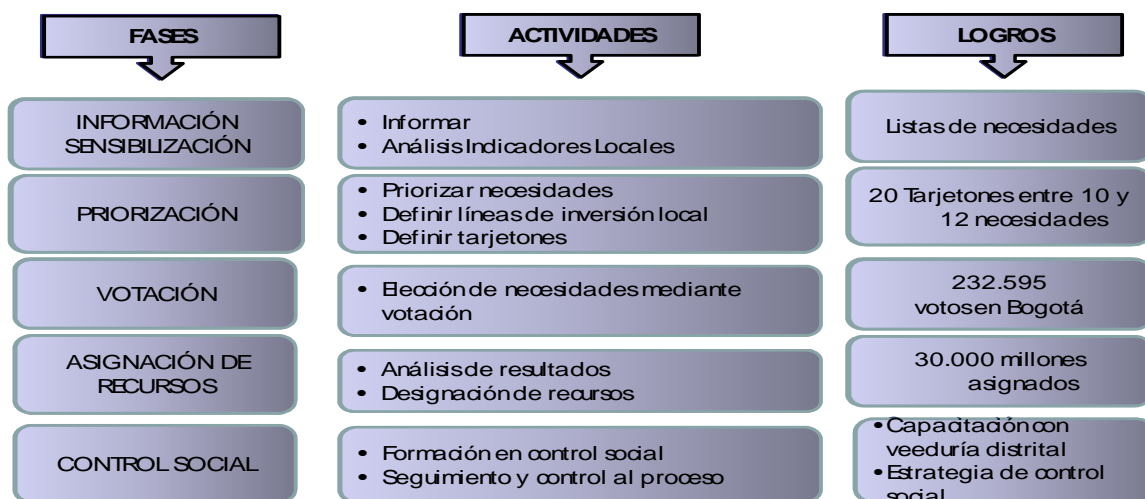 FASES
ACTIVIDADES
LOGROS
INFORMACIÓN
SENSIBILIZACIÓN
• Informar
• Análisis Indicadores Locales
Listas de necesidades
PRIORIZACIÓN
• Priorizar necesidades
• Definir líneas de inversión local
• Definir tarjetones
20 Tarjetones entre 10 y
12 necesidades
VOTACIÓN
• Elección de necesidades mediante
votación
232.595
votos en Bogotá
ASIGNACIÓN DE
RECURSOS
• Análisis de resultados
• Designación de recursos
30.000 millones
asignados
CONTROL SOCIAL
• Formación en control social
• Seguimiento y control al proceso
• Capacitación con
veeduría distrital
• Estrategia de control
social